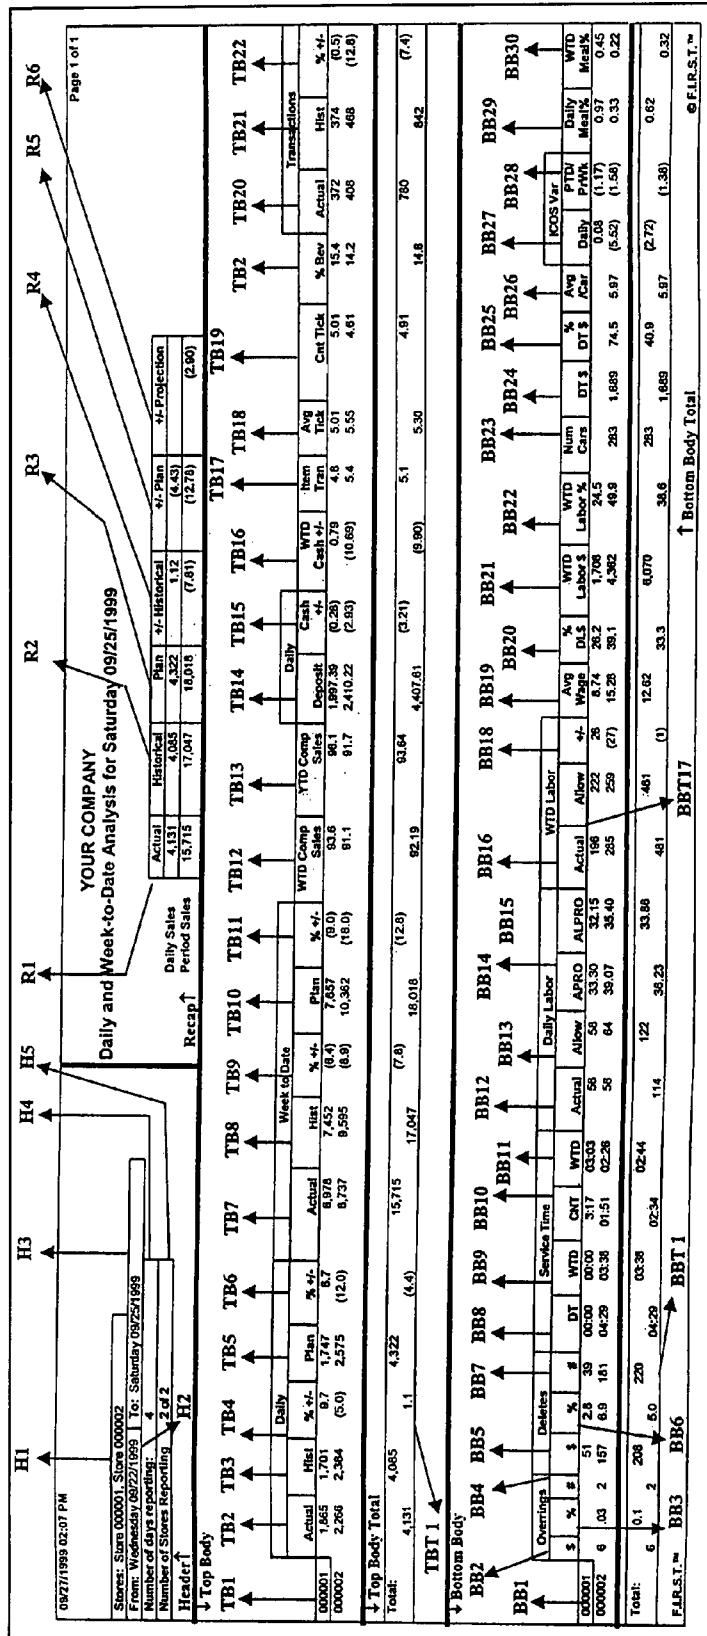 H1 H3 H4 H5 R1 R2 R3 R4 R5 R6
09/27/1999 02:07 PM
Page 1 of 1
Stores: Store 000001, Store 000002
From: Wednesday 09/22/1999 To: Saturday 09/25/1999
Number of days reporting: 4
Number of Stores Reporting 2 of 2
Header↑ H2
YOUR COMPANY
Daily and Week-to-Date Analysis for Saturday 09/25/1999
Actual Historical Plan +/- Historical +/- Plan +/- Projection
Daily Sales 4,131 4,085 4,322 1.12 (4.43)
Period Sales 15,715 17,047 18,018 (7.81) (12.78) (2.90)
Recap↑
↓ Top Body
TB1 TB2 TB3 TB4 TB5 TB6 TB7 TB8 TB9 TB10 TB11 TB12 TB13 TB14 TB15 TB16 TB17 TB18 TB19 TB2 TB20 TB21 TB22
Daily Week to Date Daily Transactions
Actual Hist % +/- Plan % +/- Actual Hist % +/- Plan % +/- WTD Comp Sales YTD Comp Sales Deposit Cash +/- WTD Cash +/- Item Tran Avg Tick Cnt Tick % Bev Actual Hist % +/-
000001 1,865 1,701 9.7 1,747 6.7 6,978 7,452 (6.4) 7,657 (9.0) 93.6 96.1 1,997.39 (0.28) 0.79 4.8 5.01 5.01 15.4 372 374 (0.5)
000002 2,266 2,384 (5.0) 2,575 (12.0) 8,737 9,595 (8.9) 10,362 (18.0) 91.1 91.7 2,410.22 (2.93) (10.69) 5.4 5.55 4.61 14.2 408 468 (12.8)
↓ Top Body Total
Total: 4,131 4,085 1.1 4,322 (4.4) 15,715 17,047 (7.8) 18,018 (12.8) 92.19 93.64 4,407.61 (3.21) (9.90) 5.1 5.30 4.91 14.8 780 842 (7.4)
TBT 1
↓ Bottom Body
BB1 BB2 BB4 BB5 BB7 BB8 BB9 BB10 BB11 BB12 BB13 BB14 BB15 BB16 BB18 BB19 BB20 BB21 BB22 BB23 BB24 BB25 BB26 BB27 BB28 BB29 BB30
Overrings Deletes Service Time Daily Labor WTD Labor ICOS Var
$ % # $ % # DT WTD CNT WTD Actual Allow APRO ALPRO Actual Allow +/- Avg Wage % DL$ WTD Labor $ WTD Labor % Num Cars DT $ % DT $ Avg /Car Daily PTD/ PrWk Daily Meal% WTD Meal%
000001 51 2.8 39 00:00 00:00 3:17 03:03 56 58 33.30 32.15 196 222 26 8.74 26.2 1,708 24.5 0.08 (1.17) 0.97 0.45
000002 6 .03 2 157 6.9 181 04:29 03:38 01:51 02:26 58 64 39.07 35.40 285 259 (27) 15.28 39.1 4,362 49.9 283 1,689 74.5 5.97 (5.52) (1.58) 0.33 0.22
Total: 6 0.1 2 208 5.0 220 04:29 03:38 02:34 02:44 114 122 36.23 33.88 481 481 (1) 12.62 33.3 6,070 38.6 283 1,689 40.9 5.97 (2.72) (1.38) 0.62 0.32
F.I.R.S.T.™ BB3 BB6 BBT 1 BBT17 ↑ Bottom Body Total © F.I.R.S.T.™